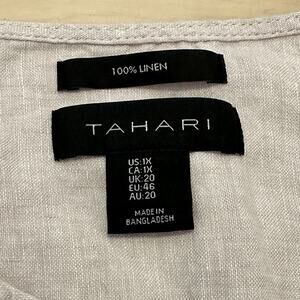 100% LINEN
TAHARI
US:1X
CA:1X
UK:20
EU:46
AU:20
MADE IN
BANGLADESH